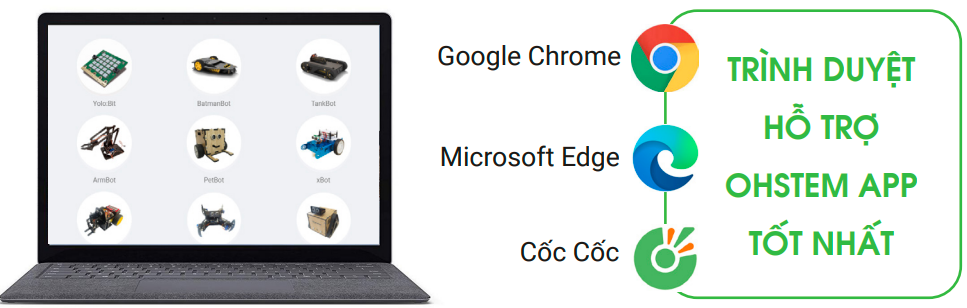 Yolo:Bit
BatmanBot
TankBot
ArmBot
PetBot
xBot
Google Chrome
Microsoft Edge
Cốc Cốc
TRÌNH DUYỆT
HỖ TRỢ
OHSTEM APP
TỐT NHẤT